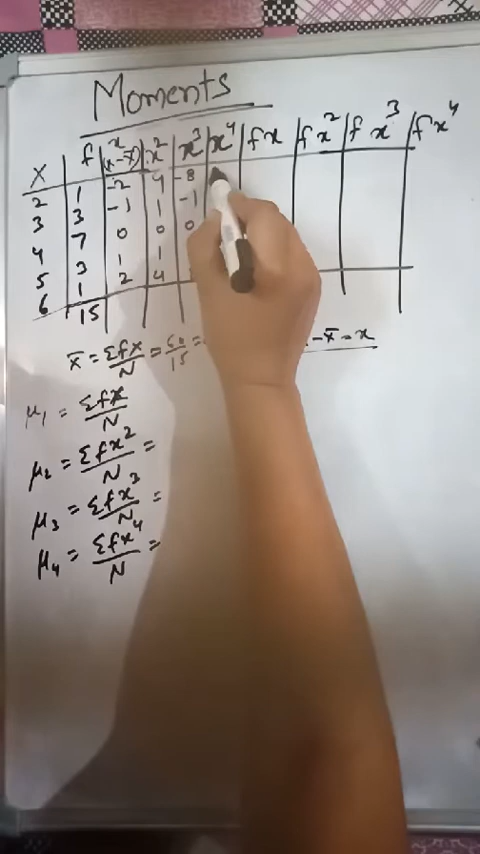 Moments
X f x (x-x̅) x² x³ x⁴ fx fx² fx³ fx⁴
2 1 -2 4 -8
3 3 -1 1 -1
4 7 0 0 0
5 3 1 1
6 1 2 4
15
x̅ = Σfx/N = 60/15 = -x̅ = x
μ₁ = Σfx/N
μ₂ = Σfx²/N =
μ₃ = Σfx³/N =
μ₄ = Σfx⁴/N =